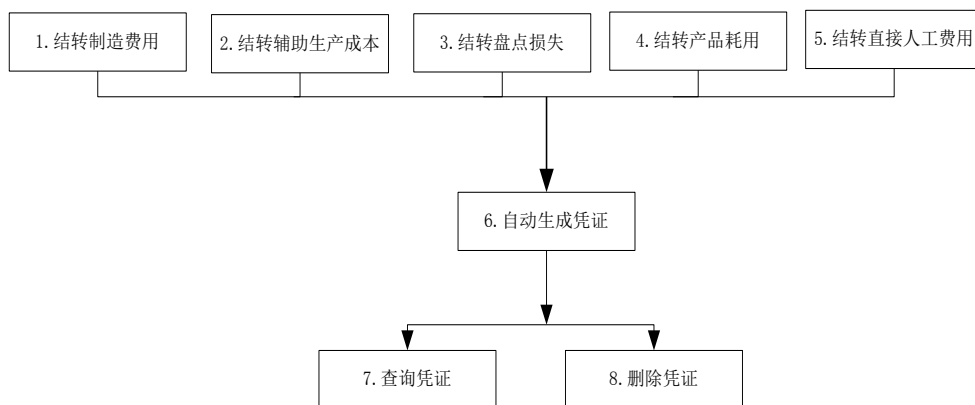 1.结转制造费用
2.结转辅助生产成本
3.结转盘点损失
4.结转产品耗用
5.结转直接人工费用
6.自动生成凭证
7.查询凭证
8.删除凭证